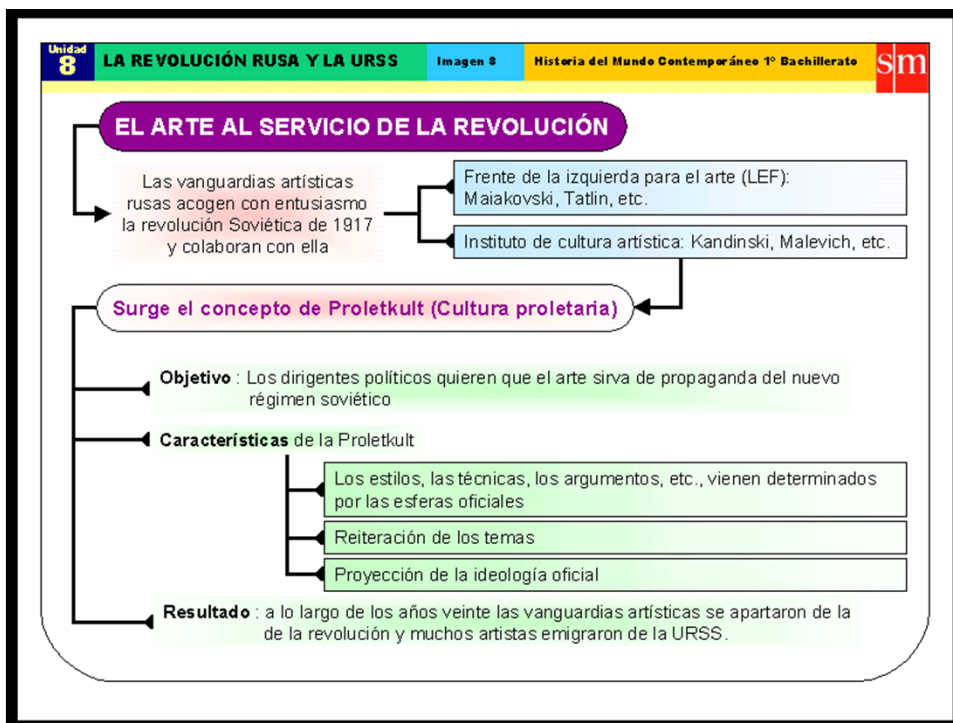 Unidad
8
LA REVOLUCIÓN RUSA Y LA URSS
Imagen 8
Historia del Mundo Contemporáneo 1º Bachillerato
sm
EL ARTE AL SERVICIO DE LA REVOLUCIÓN
Las vanguardias artísticas
rusas acogen con entusiasmo
la revolución Soviética de 1917
y colaboran con ella
Frente de la izquierda para el arte (LEF):
Maiakovski, Tatlin, etc.
Instituto de cultura artística: Kandinski, Malevich, etc.
Surge el concepto de Proletkult (Cultura proletaria)
Objetivo : Los dirigentes políticos quieren que el arte sirva de propaganda del nuevo
régimen soviético
Características de la Proletkult
Los estilos, las técnicas, los argumentos, etc., vienen determinados
por las esferas oficiales
Reiteración de los temas
Proyección de la ideología oficial
Resultado : a lo largo de los años veinte las vanguardias artísticas se apartaron de la
de la revolución y muchos artistas emigraron de la URSS.